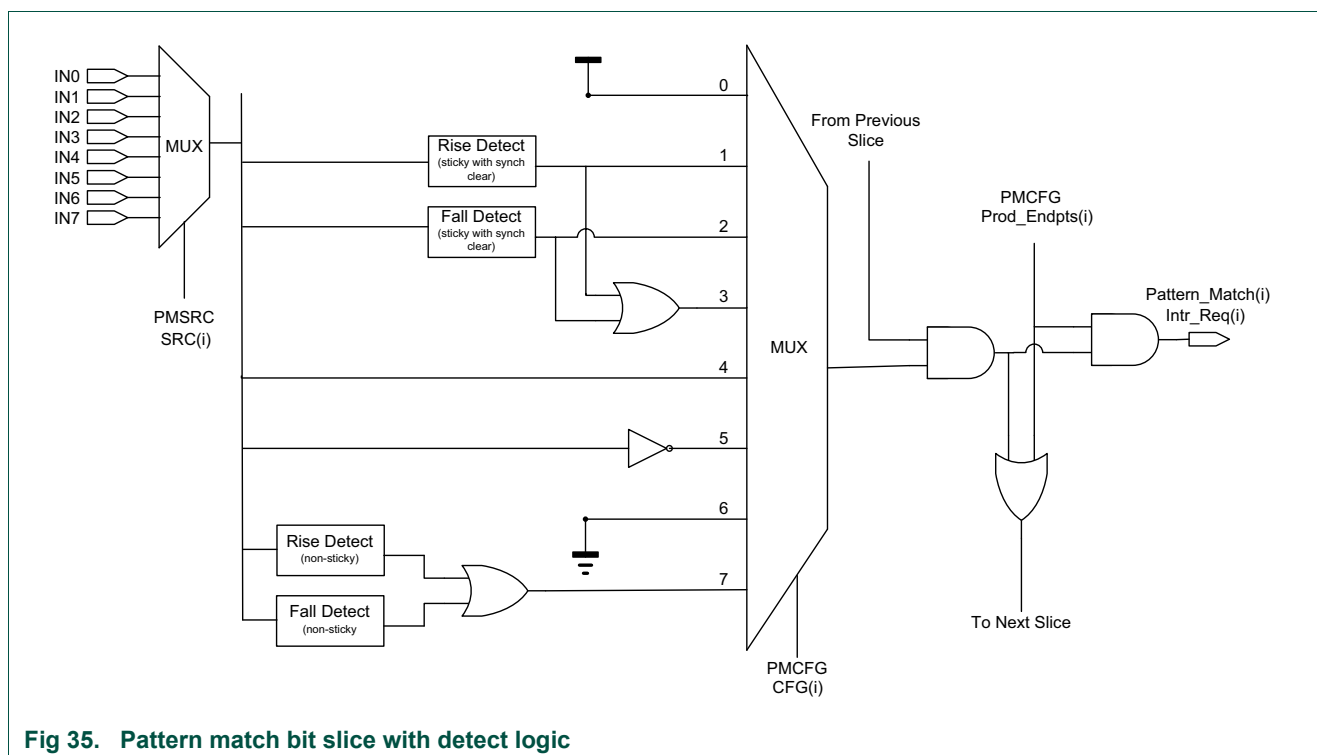 IN0
IN1
IN2
IN3
IN4
IN5
IN6
IN7
MUX
PMSRC
SRC(i)
Rise Detect
(sticky with synch
clear)
Fall Detect
(sticky with synch
clear)
Rise Detect
(non-sticky)
Fall Detect
(non-sticky
0
1
2
3
4
5
6
7
MUX
PMCFG
CFG(i)
From Previous
Slice
PMCFG
Prod_Endpts(i)
Pattern_Match(i)
Intr_Req(i)
To Next Slice
Fig 35. Pattern match bit slice with detect logic